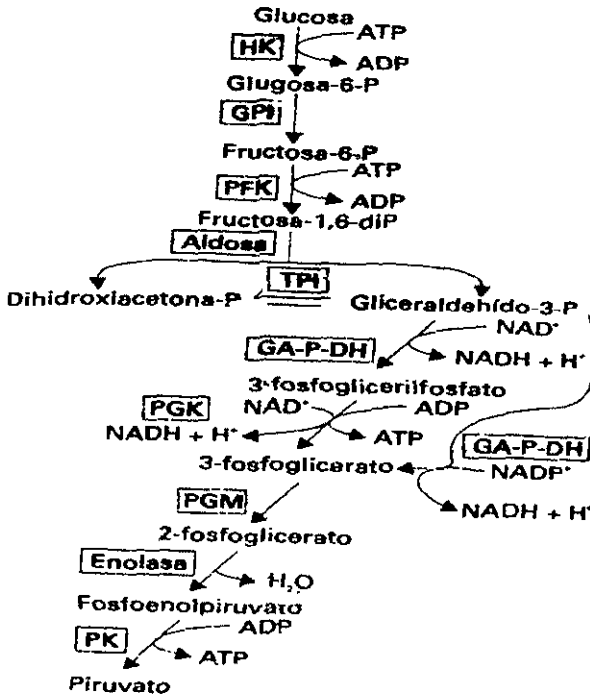 Glucosa
ATP
HK
ADP
Glugosa-6-P
GPI
Fructosa-6-P
ATP
PFK
ADP
Fructosa-1,6-diP
Aldosa
TPI
Dihidroxiacetona-P
Gliceraldehído-3-P
NAD⁺
GA-P-DH
NADH + H⁺
3-fosfoglicerilfosfato
PGK
NAD⁺
ADP
NADH + H⁺
ATP
GA-P-DH
3-fosfoglicerato
NADP⁺
PGM
NADH + H⁺
2-fosfoglicerato
Enolasa
H₂O
Fosfoenolpiruvato
ADP
PK
ATP
Piruvato